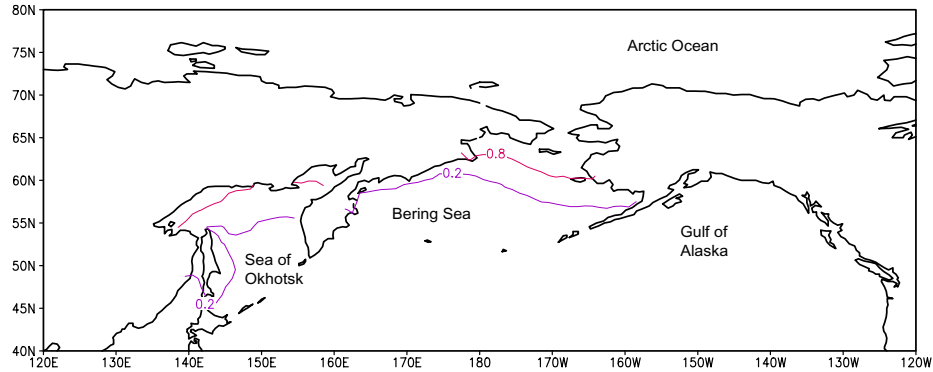 80N
75N
Arctic Ocean
70N
65N
0.8
60N
0.2
55N
Bering Sea
Gulf of
Alaska
50N
Sea of
Okhotsk
45N
0.2
40N
120E 130E 140E 150E 160E 170E 180 170W 160W 150W 140W 130W 120W